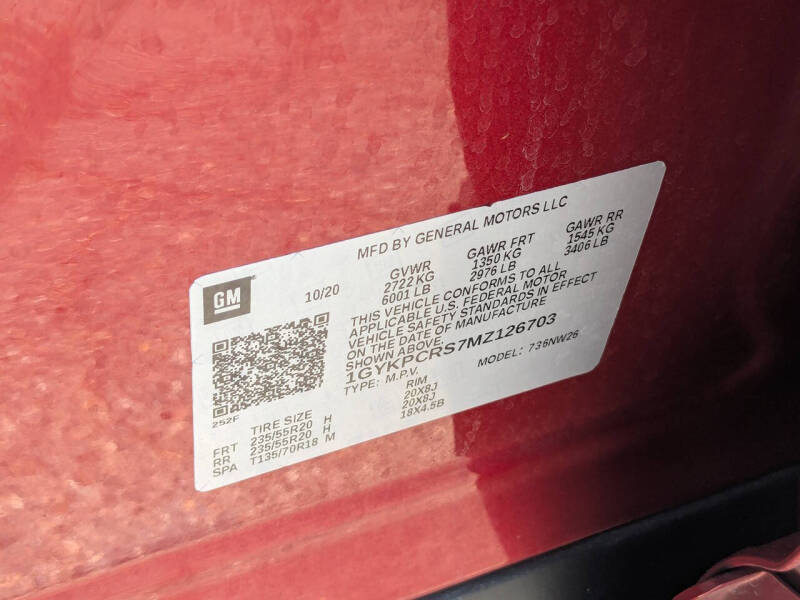 MFD BY GENERAL MOTORS LLC
GM
10/20
GVWR GAWR FRT GAWR RR
2722 KG 1350 KG 1545 KG
6001 LB 2976 LB 3406 LB
THIS VEHICLE CONFORMS TO ALL
APPLICABLE U.S. FEDERAL MOTOR
VEHICLE SAFETY STANDARDS IN EFFECT
ON THE DATE OF MANUFACTURE
SHOWN ABOVE.
1GYKPCRS7MZ126703
TYPE: M.P.V. MODEL: 736NW26
252F
TIRE SIZE RIM
FRT 235/55R20 H 20X8J
RR 235/55R20 H 20X8J
SPA T135/70R18 M 18X4.5B